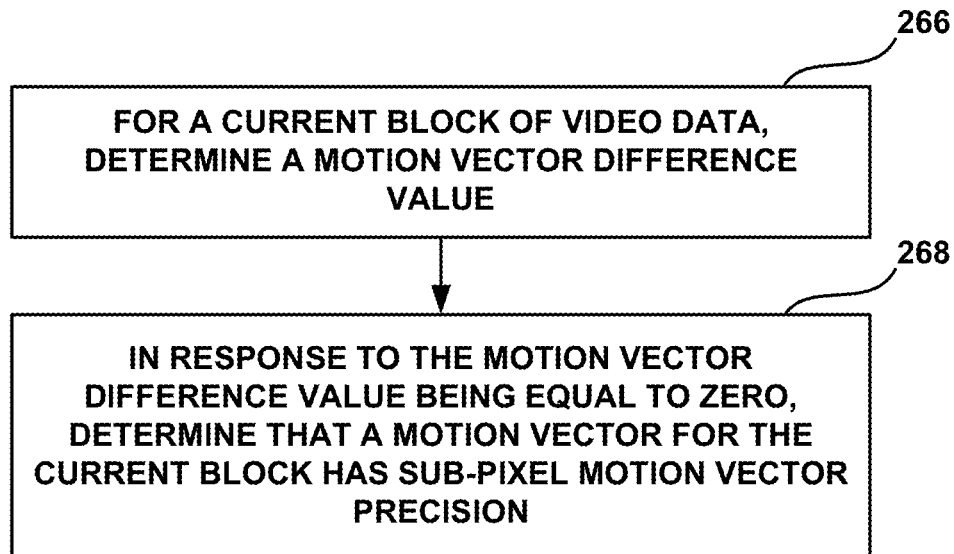 266
FOR A CURRENT BLOCK OF VIDEO DATA,
DETERMINE A MOTION VECTOR DIFFERENCE
VALUE
268
IN RESPONSE TO THE MOTION VECTOR
DIFFERENCE VALUE BEING EQUAL TO ZERO,
DETERMINE THAT A MOTION VECTOR FOR THE
CURRENT BLOCK HAS SUB-PIXEL MOTION VECTOR
PRECISION